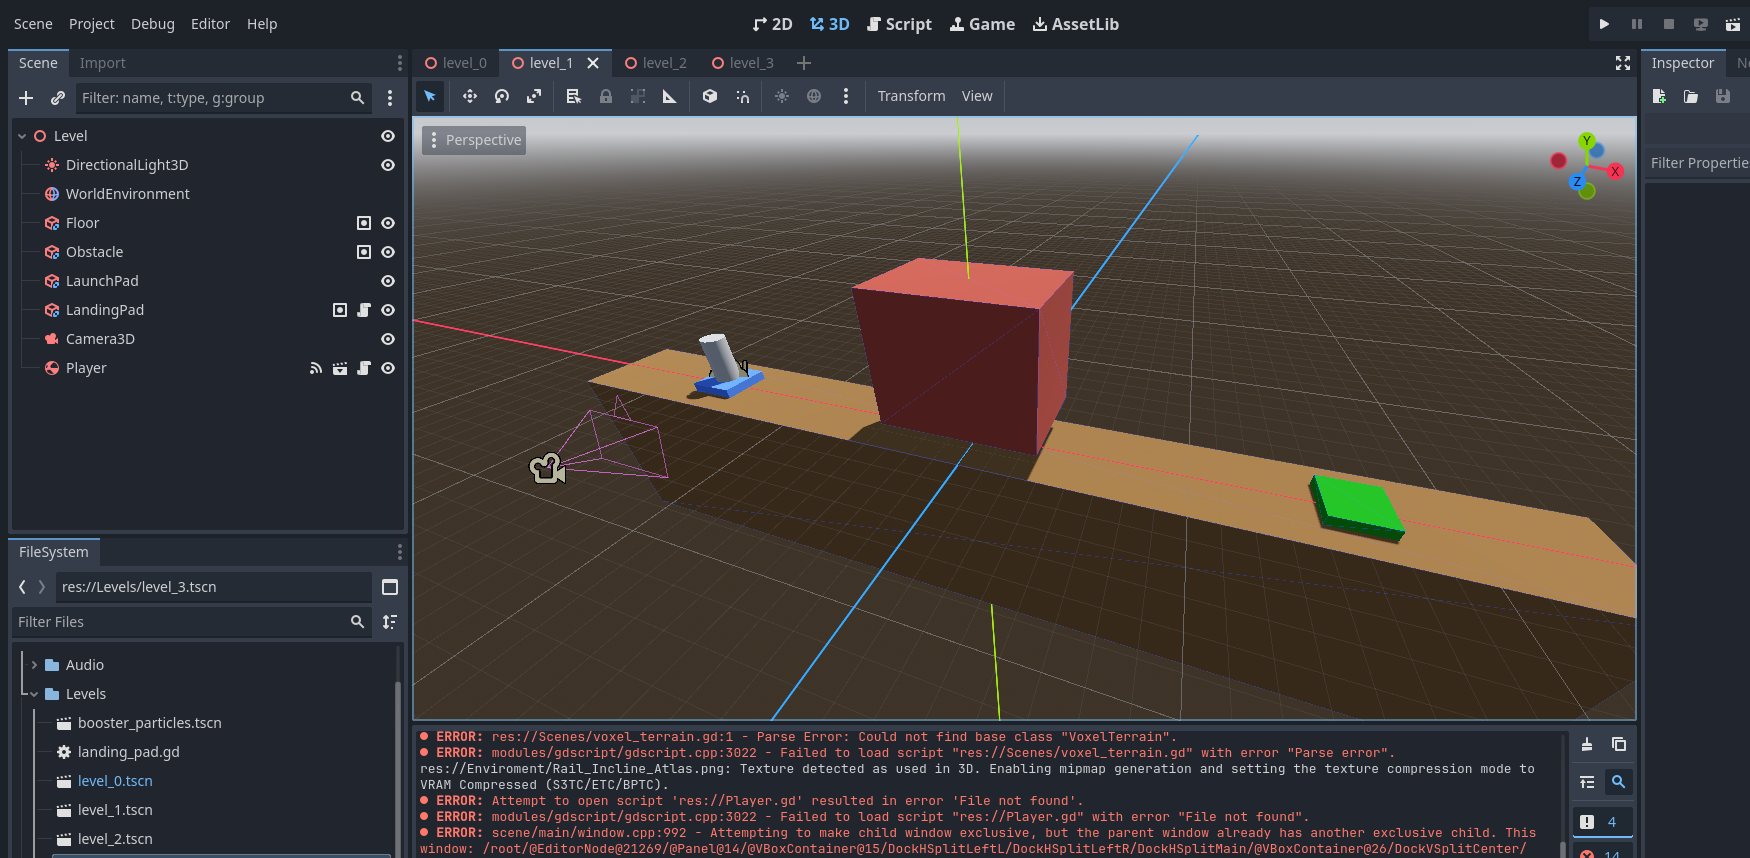 Scene Project Debug Editor Help
2D 3D Script Game AssetLib
Scene Import
level_0 level_1 level_2 level_3
Inspector
Filter: name, t:type, g:group
Transform View
Perspective
Y
X
Z
Filter Propertie
Level
DirectionalLight3D
WorldEnvironment
Floor
Obstacle
LaunchPad
LandingPad
Camera3D
Player
FileSystem
res://Levels/level_3.tscn
Filter Files
Audio
Levels
booster_particles.tscn
landing_pad.gd
level_0.tscn
level_1.tscn
level_2.tscn
ERROR: res://Scenes/voxel_terrain.gd:1 - Parse Error: Could not find base class "VoxelTerrain".
ERROR: modules/gdscript/gdscript.cpp:3022 - Failed to load script "res://Scenes/voxel_terrain.gd" with error "Parse error".
res://Enviroment/Rail_Incline_Atlas.png: Texture detected as used in 3D. Enabling mipmap generation and setting the texture compression mode to
VRAM Compressed (S3TC/ETC/BPTC).
ERROR: Attempt to open script 'res://Player.gd' resulted in error 'File not found'.
ERROR: modules/gdscript/gdscript.cpp:3022 - Failed to load script "res://Player.gd" with error "File not found".
ERROR: scene/main/window.cpp:992 - Attempting to make child window exclusive, but the parent window already has another exclusive child. This
window: /root/@EditorNode@21269/@Panel@14/@VBoxContainer@15/DockHSplitLeftL/DockHSplitLeftR/DockHSplitMain/@VBoxContainer@26/DockVSplitCenter/
4
14